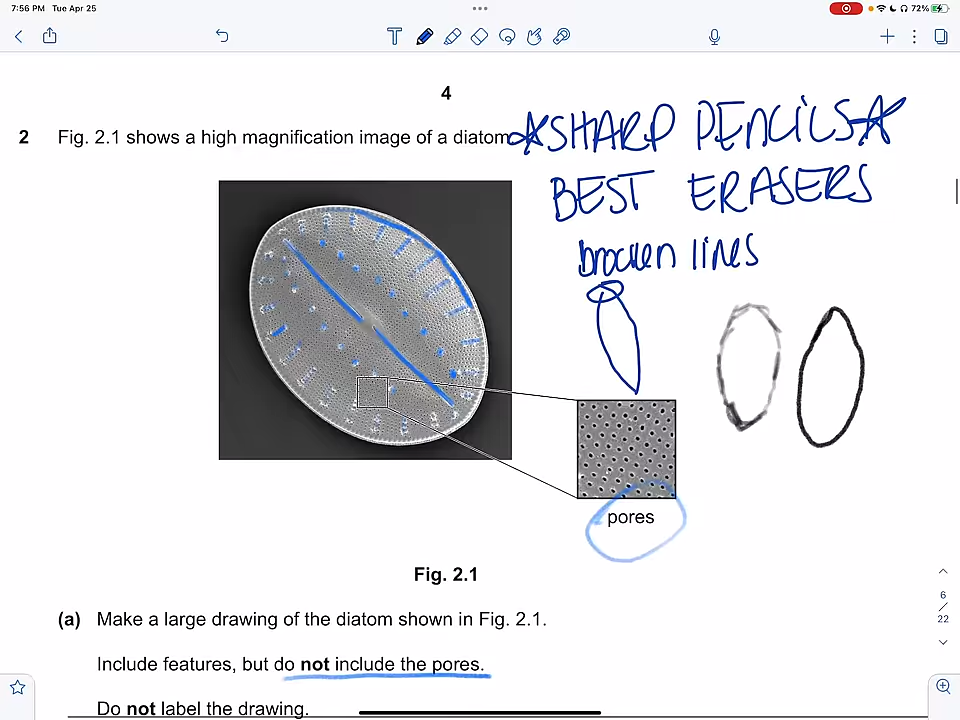 7:56 PM Tue Apr 25
72%
4
2 Fig. 2.1 shows a high magnification image of a diatom
SHARP PENCILS
BEST ERASERS
brocken lines
pores
Fig. 2.1
6
/
22
(a) Make a large drawing of the diatom shown in Fig. 2.1.
Include features, but do not include the pores.
Do not label the drawing.